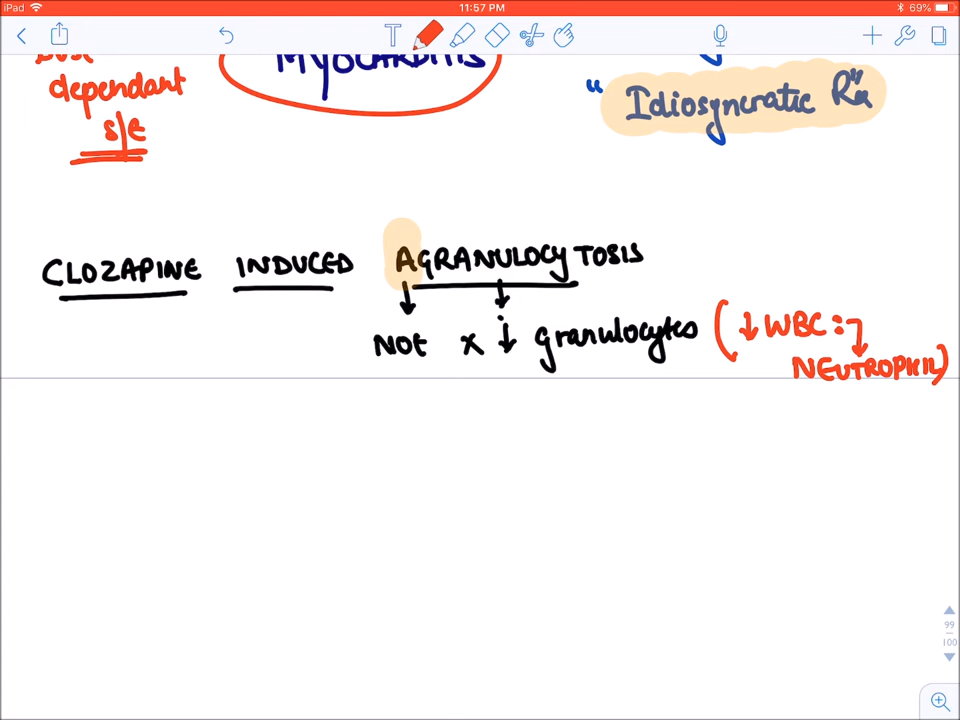 iPad 11:57 PM 69%
T
MYOCARDITIS
dependant
s/e
" Idiosyncratic Rx"
CLOZAPINE INDUCED AGRANULOCYTOSIS
Not x ↓ granulocytes (↓ WBC :
NEUTROPHIL)
99
100